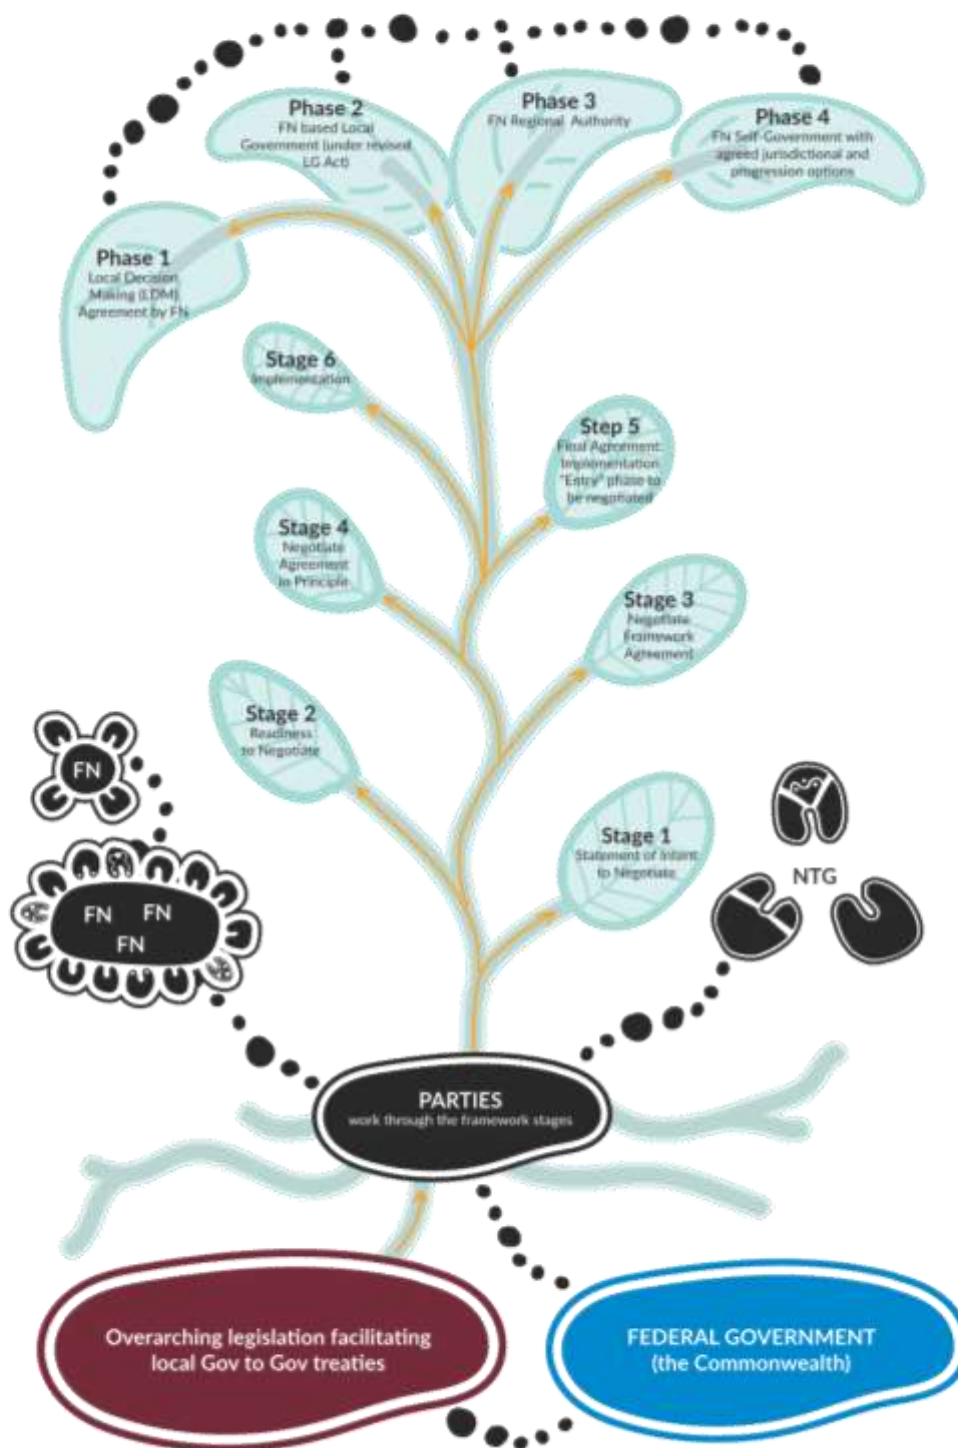 Phase 2
FN based Local
Government (under revised
LG Act)
Phase 3
FN Regional Authority
Phase 4
FN Self-Government with
agreed jurisdictional and
progression options
Phase 1
Local Decision
Making (LDM)
Agreement by FN
Stage 6
Implementation
Step 5
Final Agreement:
Implementation
"Entry" phase to
be negotiated
Stage 4
Negotiate
Agreement
in Principle
Stage 3
Negotiate
Framework
Agreement
Stage 2
Readiness
to Negotiate
Stage 1
Statement of Intent
to Negotiate
FN
FN FN
FN
NTG
PARTIES
work through the framework stages
Overarching legislation facilitating
local Gov to Gov treaties
FEDERAL GOVERNMENT
(the Commonwealth)